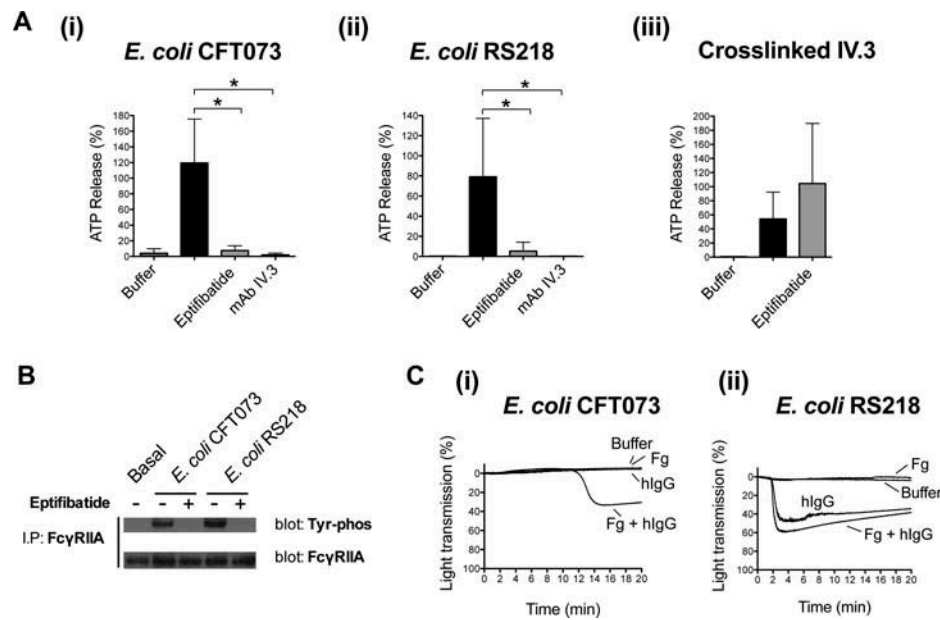 A (i) (ii) (iii)
E. coli CFT073 E. coli RS218 Crosslinked IV.3
* * * *
ATP Release (%)
180
160
140
120
100
80
60
40
20
0
Buffer Eptifibatide mAb IV.3
ATP Release (%)
140
120
100
80
60
40
20
0
Buffer Eptifibatide mAb IV.3
ATP Release (%)
200
180
160
140
120
100
80
60
40
20
0
Buffer Eptifibatide
B
Basal E. coli CFT073 E. coli RS218
Eptifibatide - - + - +
I.P: FcγRIIA
blot: Tyr-phos
blot: FcγRIIA
C (i) (ii)
E. coli CFT073 E. coli RS218
Light transmission (%)
0
20
40
60
80
100
Buffer
Fg
hIgG
Fg + hIgG
0 2 4 6 8 10 12 14 16 18 20
Time (min)
Light transmission (%)
0
20
40
60
80
100
Fg
Buffer
hIgG
Fg + hIgG
0 2 4 6 8 10 12 14 16 18 20
Time (min)